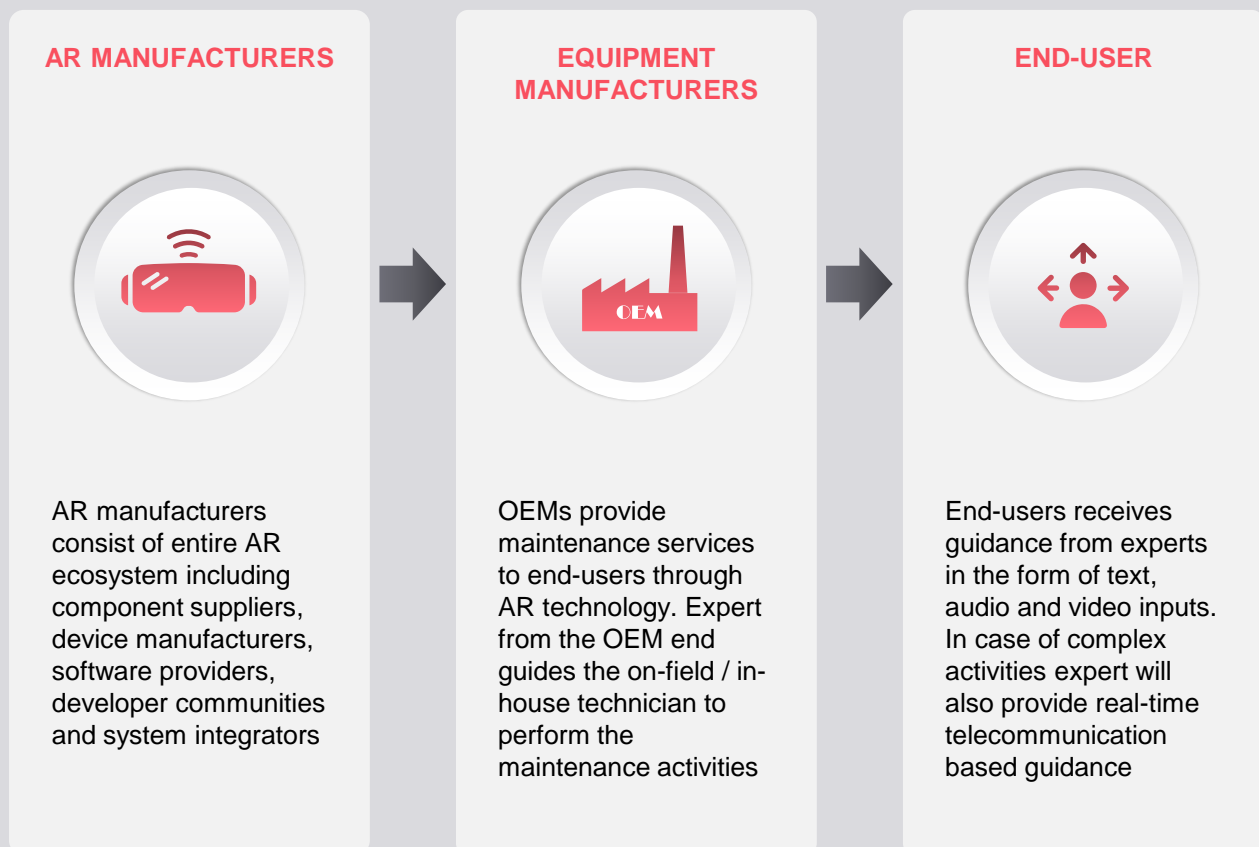 AR MANUFACTURERS
AR manufacturers
consist of entire AR
ecosystem including
component suppliers,
device manufacturers,
software providers,
developer communities
and system integrators
EQUIPMENT
MANUFACTURERS
OEM
OEMs provide
maintenance services
to end-users through
AR technology. Expert
from the OEM end
guides the on-field / in-
house technician to
perform the
maintenance activities
END-USER
End-users receives
guidance from experts
in the form of text,
audio and video inputs.
In case of complex
activities expert will
also provide real-time
telecommunication
based guidance